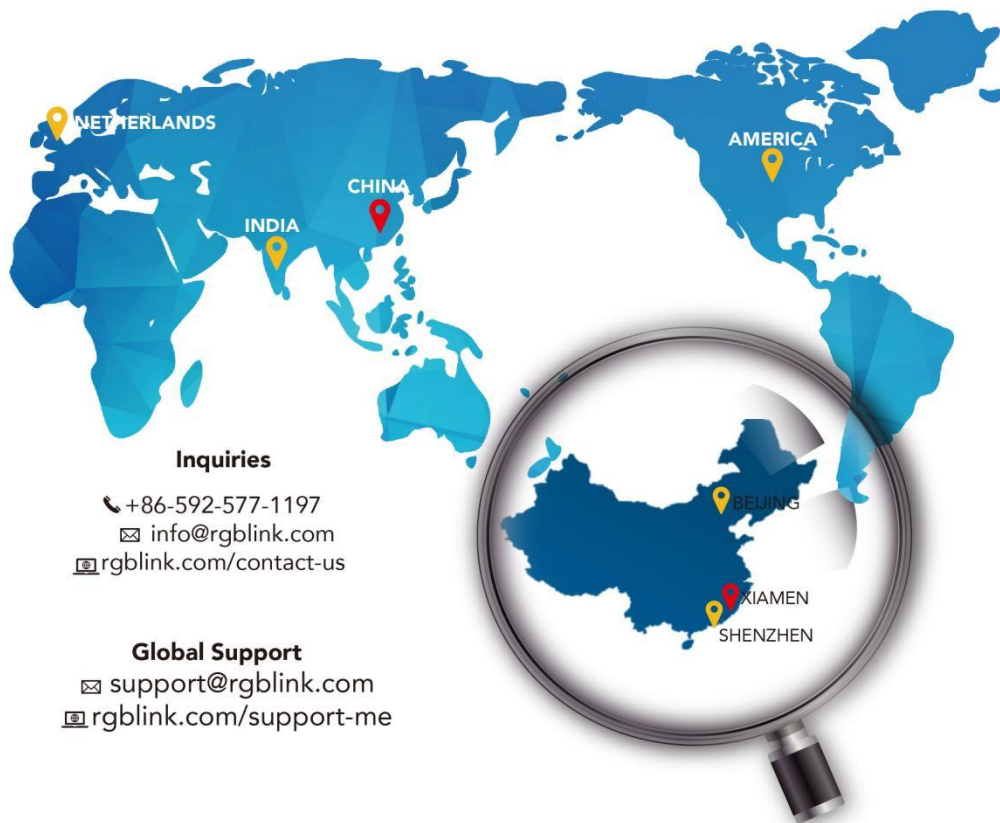 NETHERLANDS
AMERICA
CHINA
INDIA
Inquiries
+86-592-577-1197
info@rgblink.com
rgblink.com/contact-us
Global Support
support@rgblink.com
rgblink.com/support-me
BEIJING
XIAMEN
SHENZHEN